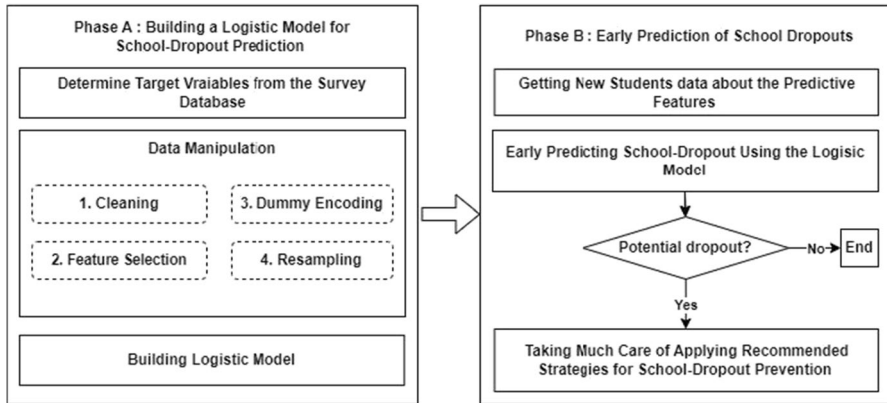 Phase A : Building a Logistic Model for
School-Dropout Prediction
Determine Target Vraiables from the Survey
Database
Data Manipulation
1. Cleaning
3. Dummy Encoding
2. Feature Selection
4. Resampling
Building Logistic Model
Phase B : Early Prediction of School Dropouts
Getting New Students data about the Predictive
Features
Early Predicting School-Dropout Using the Logisic
Model
Potential dropout?
No
End
Yes
Taking Much Care of Applying Recommended
Strategies for School-Dropout Prevention